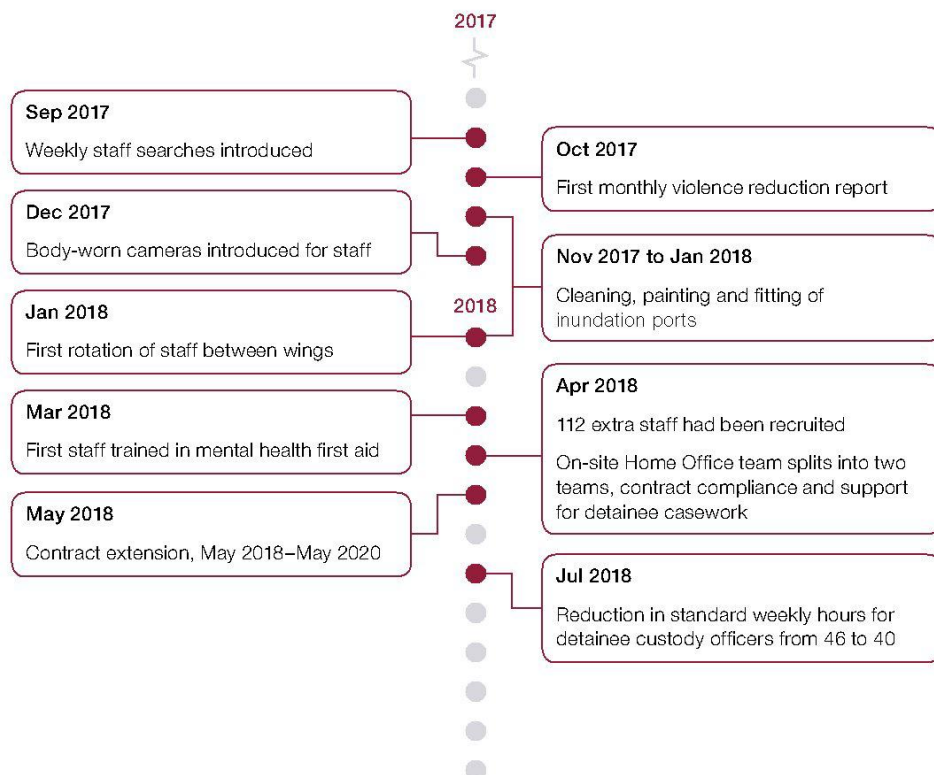 2017
Sep 2017
Weekly staff searches introduced
Oct 2017
First monthly violence reduction report
Dec 2017
Body-worn cameras introduced for staff
Nov 2017 to Jan 2018
Cleaning, painting and fitting of
inundation ports
2018
Jan 2018
First rotation of staff between wings
Mar 2018
First staff trained in mental health first aid
Apr 2018
112 extra staff had been recruited
On-site Home Office team splits into two
teams, contract compliance and support
for detainee casework
May 2018
Contract extension, May 2018–May 2020
Jul 2018
Reduction in standard weekly hours for
detainee custody officers from 46 to 40